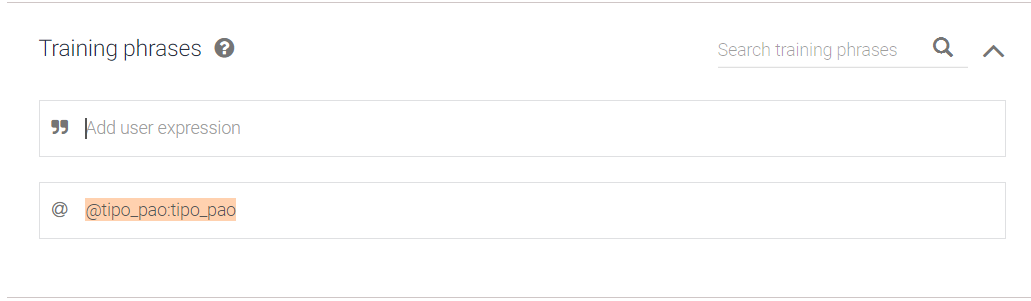 Training phrases ?
Search training phrases
Add user expression
@ @tipo_pao:tipo_pao